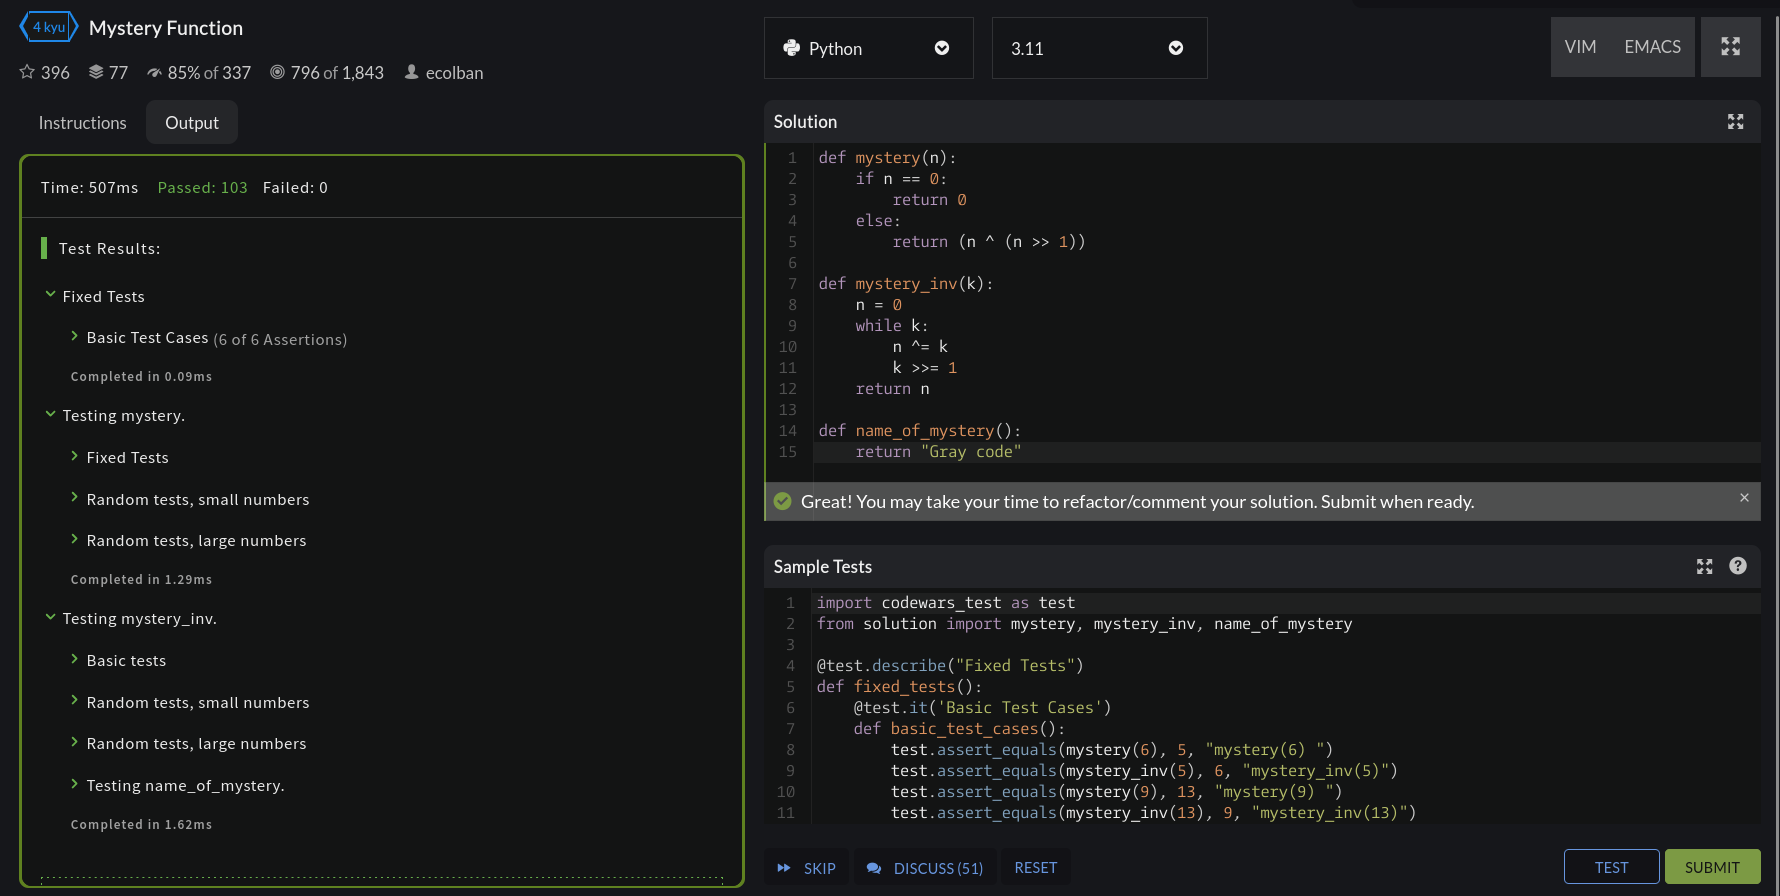 4 kyu Mystery Function
396 77 85% of 337 796 of 1,843 ecolban
Instructions Output
Time: 507ms Passed: 103 Failed: 0
Test Results:
Fixed Tests
Basic Test Cases (6 of 6 Assertions)
Completed in 0.09ms
Testing mystery.
Fixed Tests
Random tests, small numbers
Random tests, large numbers
Completed in 1.29ms
Testing mystery_inv.
Basic tests
Random tests, small numbers
Random tests, large numbers
Testing name_of_mystery.
Completed in 1.62ms
Python 3.11 VIM EMACS
Solution
1 def mystery(n):
2     if n == 0:
3         return 0
4     else:
5         return (n ^ (n >> 1))
6
7 def mystery_inv(k):
8     n = 0
9     while k:
10         n ^= k
11         k >>= 1
12     return n
13
14 def name_of_mystery():
15     return "Gray code"
Great! You may take your time to refactor/comment your solution. Submit when ready. ×
Sample Tests ?
1 import codewars_test as test
2 from solution import mystery, mystery_inv, name_of_mystery
3
4 @test.describe("Fixed Tests")
5 def fixed_tests():
6     @test.it('Basic Test Cases')
7     def basic_test_cases():
8         test.assert_equals(mystery(6), 5, "mystery(6) ")
9         test.assert_equals(mystery_inv(5), 6, "mystery_inv(5)")
10         test.assert_equals(mystery(9), 13, "mystery(9) ")
11         test.assert_equals(mystery_inv(13), 9, "mystery_inv(13)")
SKIP DISCUSS (51) RESET TEST SUBMIT